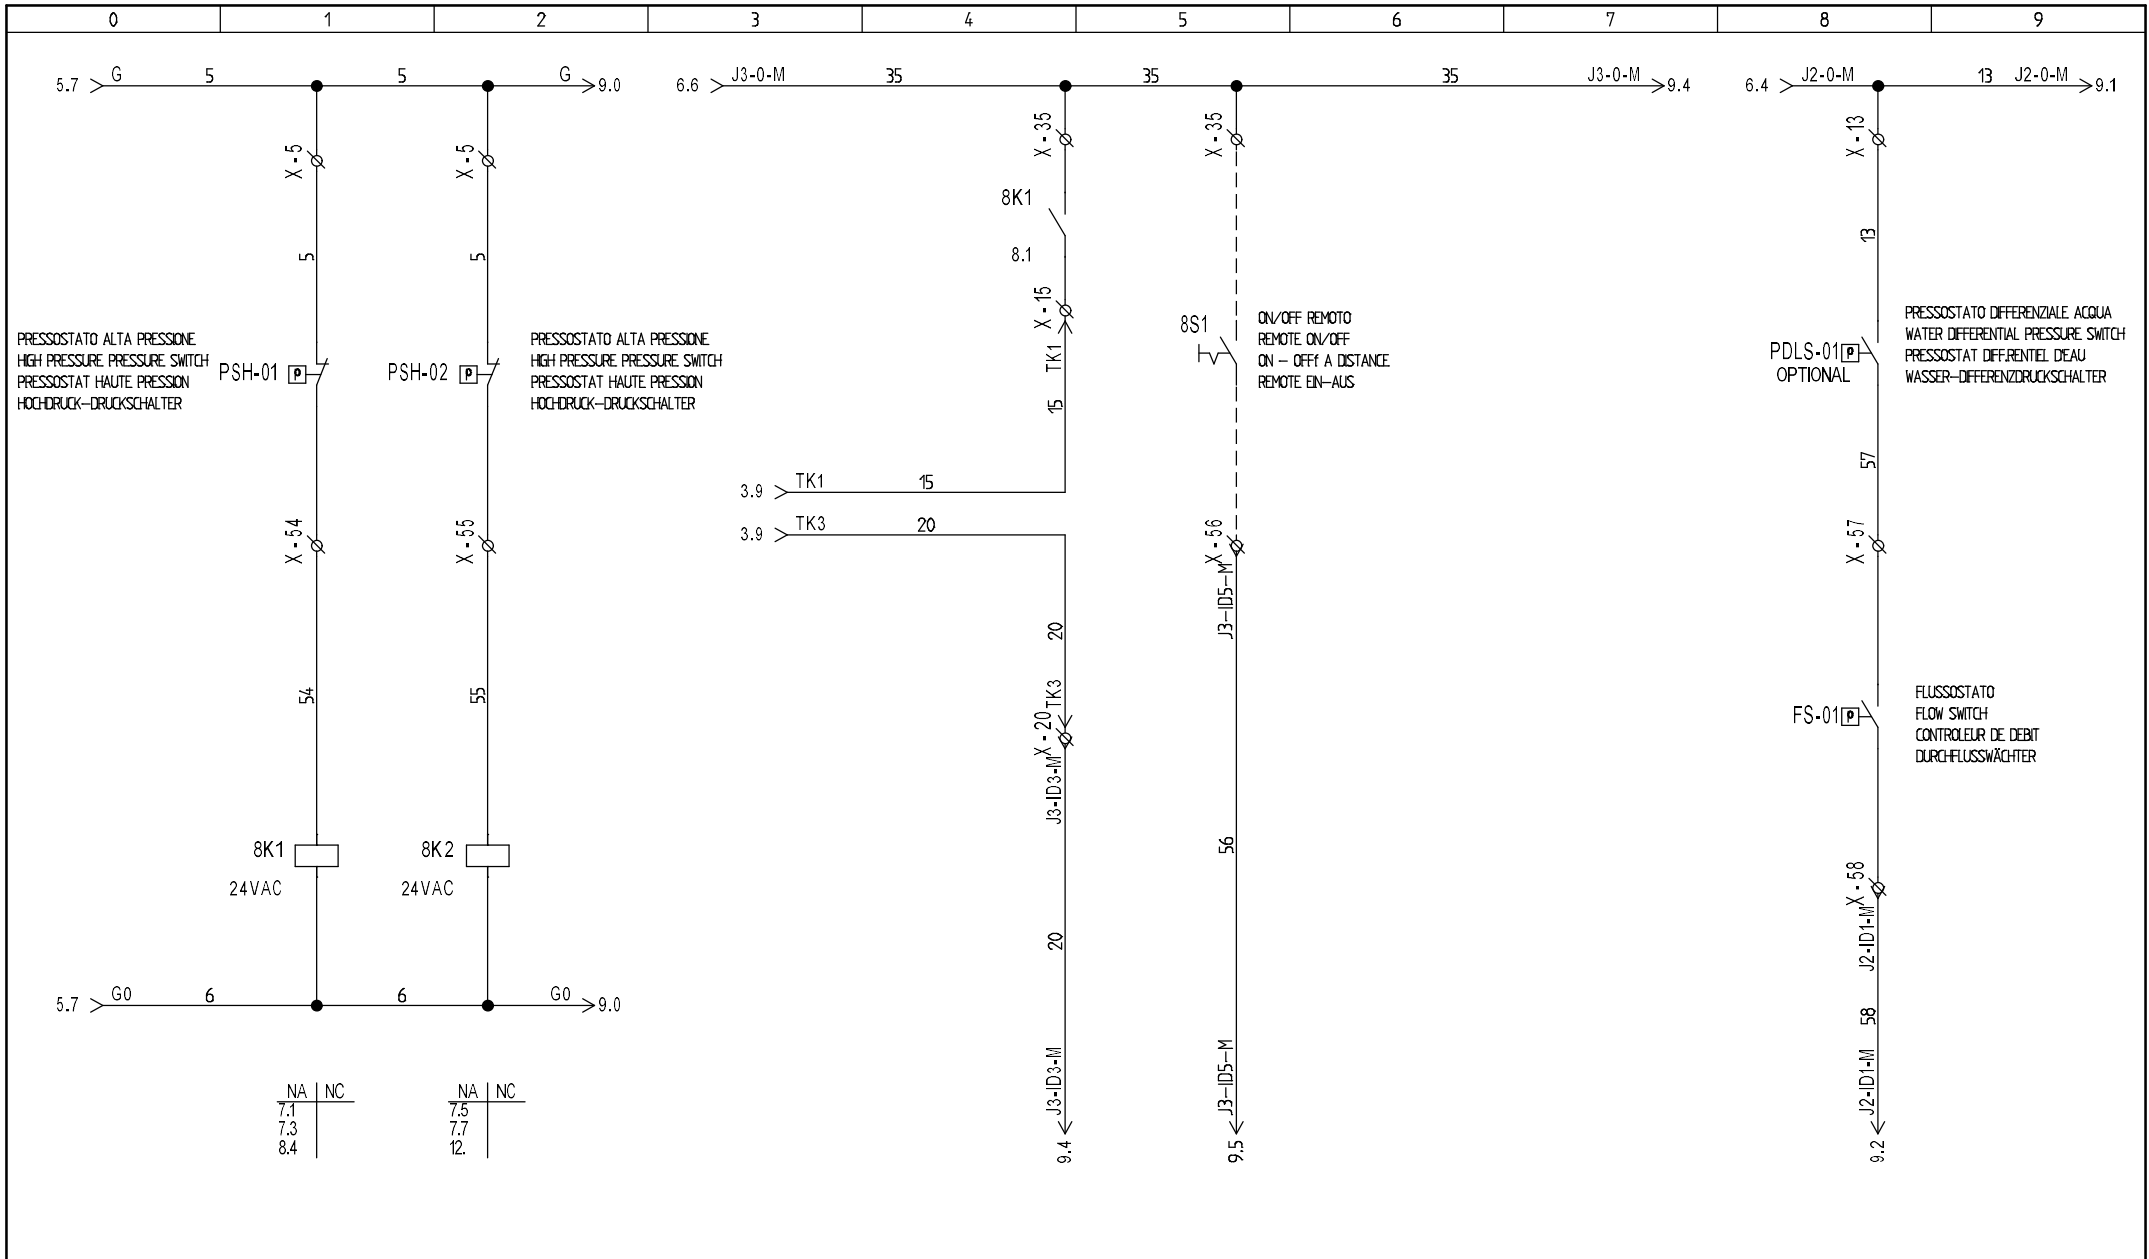 0 1 2 3 4 5 6 7 8 9
5.7 G 5 5 G 9.0
6.6 J3-0-M 35 35 35 J3-0-M 9.4
6.4 J2-0-M 13 J2-0-M 9.1
X - 5
X - 5
X - 35
X - 35
X - 13
8K1
8.1
5
5
13
X - 15
TK1
15
PRESSOSTATO ALTA PRESSIONE
HIGH PRESSURE PRESSURE SWITCH
PRESSOSTAT HAUTE PRESSION
HOCHDRUCK-DRUCKSCHALTER
PSH-01 P
PSH-02 P
PRESSOSTATO ALTA PRESSIONE
HIGH PRESSURE PRESSURE SWITCH
PRESSOSTAT HAUTE PRESSION
HOCHDRUCK-DRUCKSCHALTER
8S1
ON/OFF REMOTO
REMOTE ON/OFF
ON - OFFf A DISTANCE
REMOTE EIN-AUS
PDLS-01 P
OPTIONAL
PRESSOSTATO DIFFERENZIALE ACQUA
WATER DIFFERENTIAL PRESSURE SWITCH
PRESSOSTAT DIFF.RENTIEL D'EAU
WASSER-DIFFERENZDRUCKSCHALTER
57
3.9 TK1 15
3.9 TK3 20
X - 54
X - 55
X - 56
J3-ID5-M
X - 57
20
TK3
X - 20
J3-ID3-M
54
55
FS-01 P
FLUSSOSTATO
FLOW SWITCH
CONTROLEUR DE DEBIT
DURCHFLUSSWÄCHTER
8K1
24VAC
8K2
24VAC
56
X - 58
J2-ID1-M
20
58
5.7 G0 6 6 G0 9.0
J3-ID3-M
J3-ID5-M
J2-ID1-M
NA NC
7.1
7.3
8.4
NA NC
7.5
7.7
12.
9.4
9.5
9.2